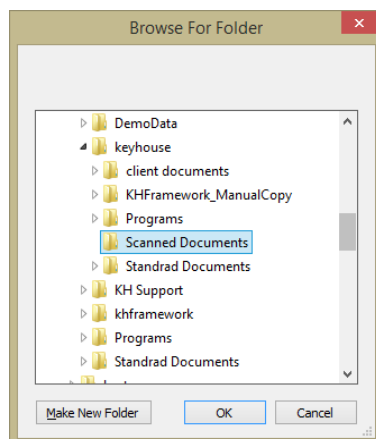 Browse For Folder
DemoData
keyhouse
client documents
KHFramework_ManualCopy
Programs
Scanned Documents
Standrad Documents
KH Support
khframework
Programs
Standrad Documents
Make New Folder OK Cancel